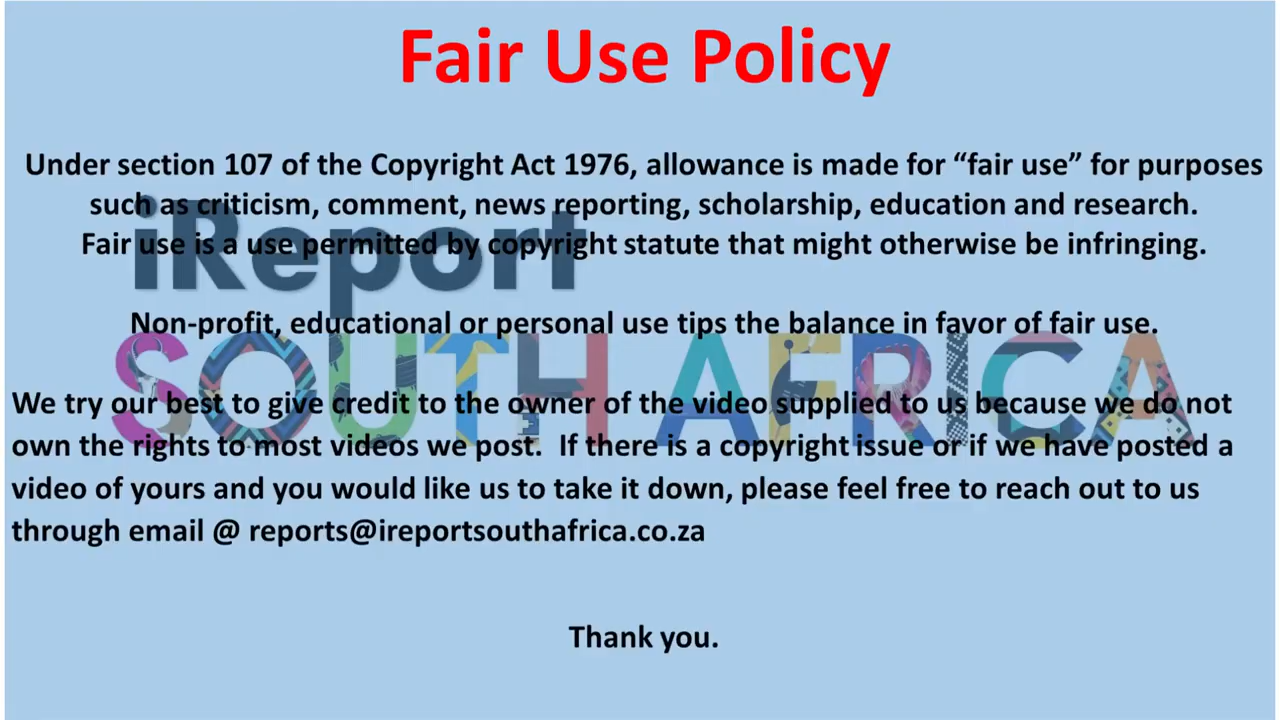 Fair Use Policy
Under section 107 of the Copyright Act 1976, allowance is made for “fair use” for purposes
such as criticism, comment, news reporting, scholarship, education and research.
Fair use is a use permitted by copyright statute that might otherwise be infringing.
iReport
Non-profit, educational or personal use tips the balance in favor of fair use.
SOUTH AFRICA
We try our best to give credit to the owner of the video supplied to us because we do not
own the rights to most videos we post.  If there is a copyright issue or if we have posted a
video of yours and you would like us to take it down, please feel free to reach out to us
through email @ reports@ireportsouthafrica.co.za
Thank you.